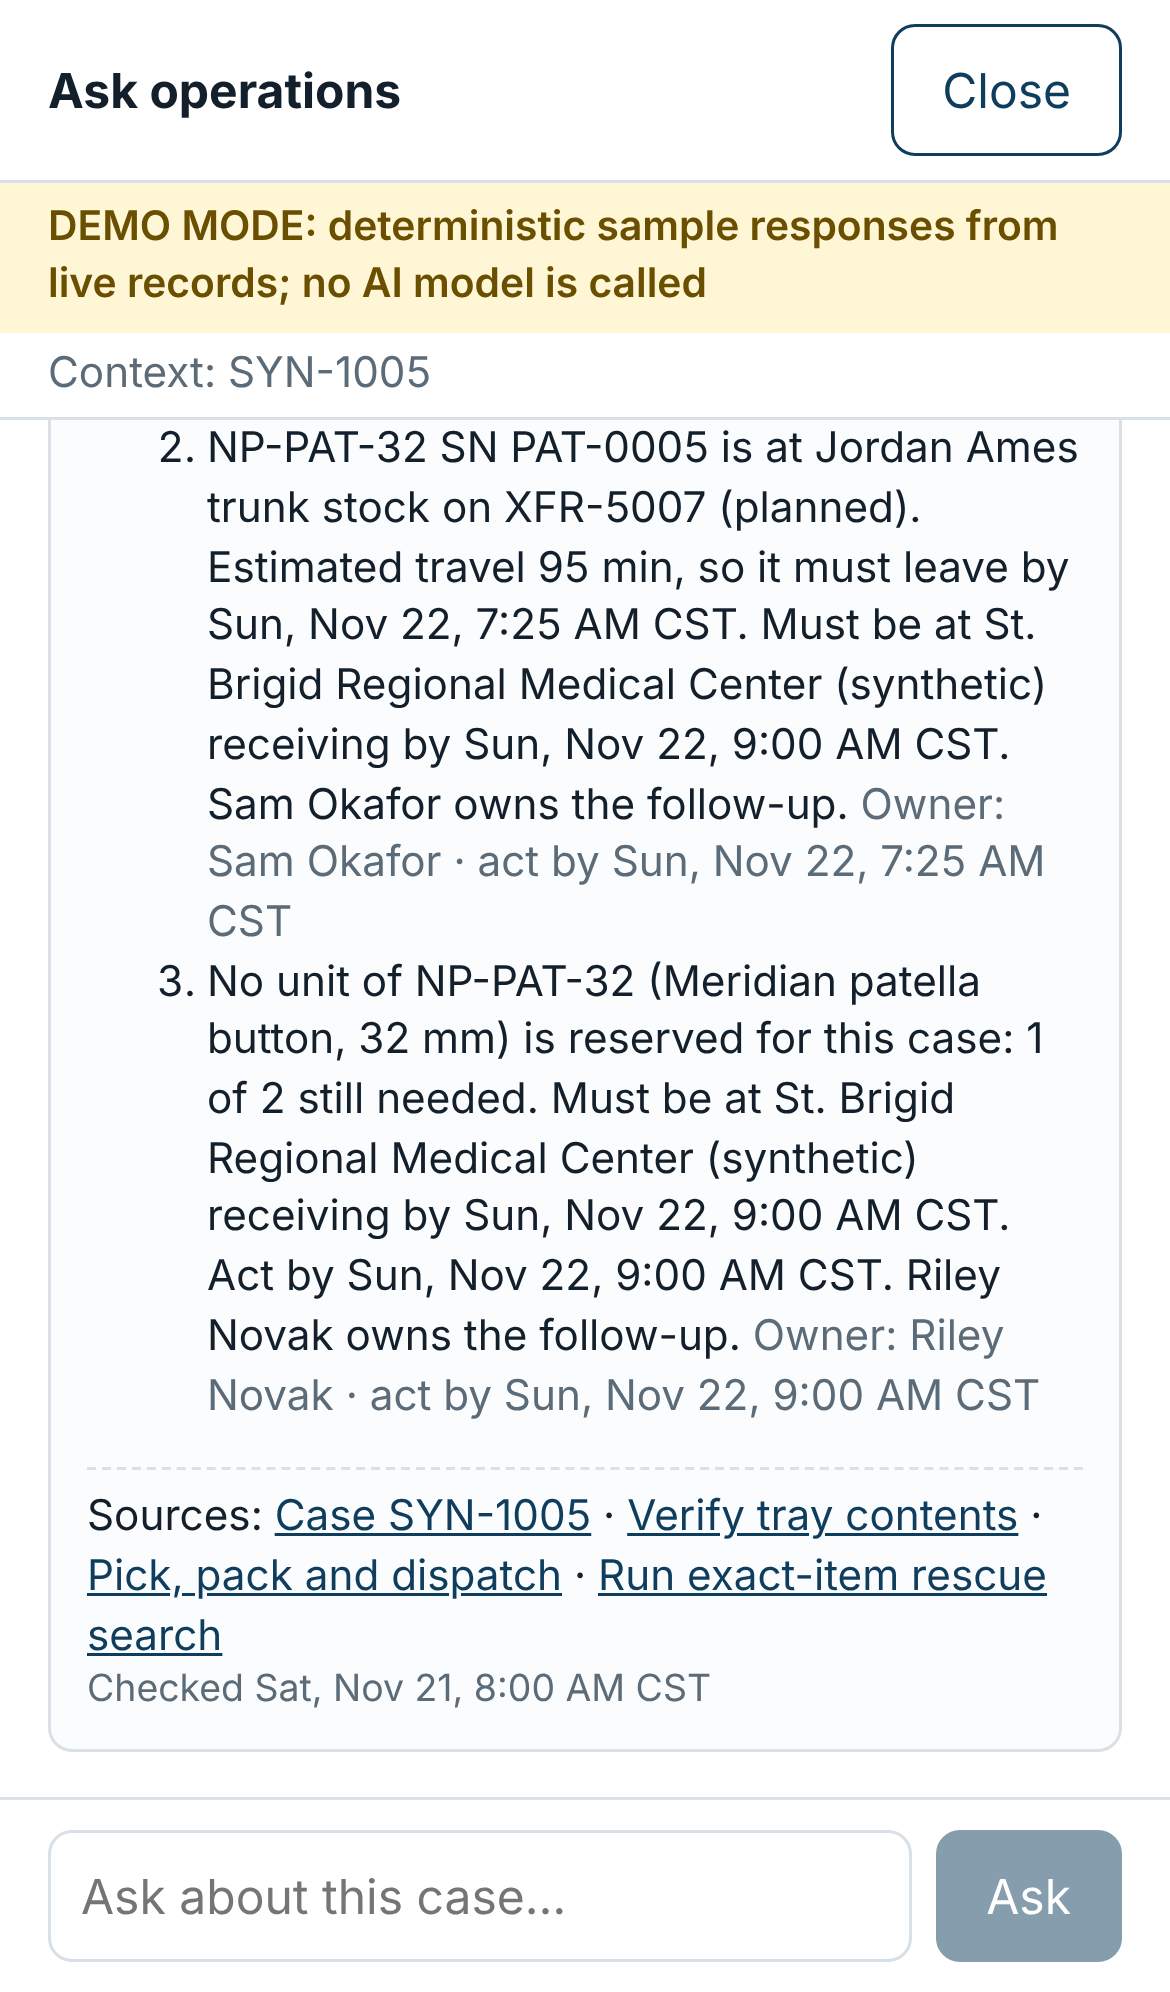 Ask operations
Close
DEMO MODE: deterministic sample responses from
live records; no AI model is called
Context: SYN-1005
2. NP-PAT-32 SN PAT-0005 is at Jordan Ames
trunk stock on XFR-5007 (planned).
Estimated travel 95 min, so it must leave by
Sun, Nov 22, 7:25 AM CST. Must be at St.
Brigid Regional Medical Center (synthetic)
receiving by Sun, Nov 22, 9:00 AM CST.
Sam Okafor owns the follow-up. Owner:
Sam Okafor · act by Sun, Nov 22, 7:25 AM
CST
3. No unit of NP-PAT-32 (Meridian patella
button, 32 mm) is reserved for this case: 1
of 2 still needed. Must be at St. Brigid
Regional Medical Center (synthetic)
receiving by Sun, Nov 22, 9:00 AM CST.
Act by Sun, Nov 22, 9:00 AM CST. Riley
Novak owns the follow-up. Owner: Riley
Novak · act by Sun, Nov 22, 9:00 AM CST
Sources: Case SYN-1005 · Verify tray contents ·
Pick, pack and dispatch · Run exact-item rescue
search
Checked Sat, Nov 21, 8:00 AM CST
Ask about this case...
Ask